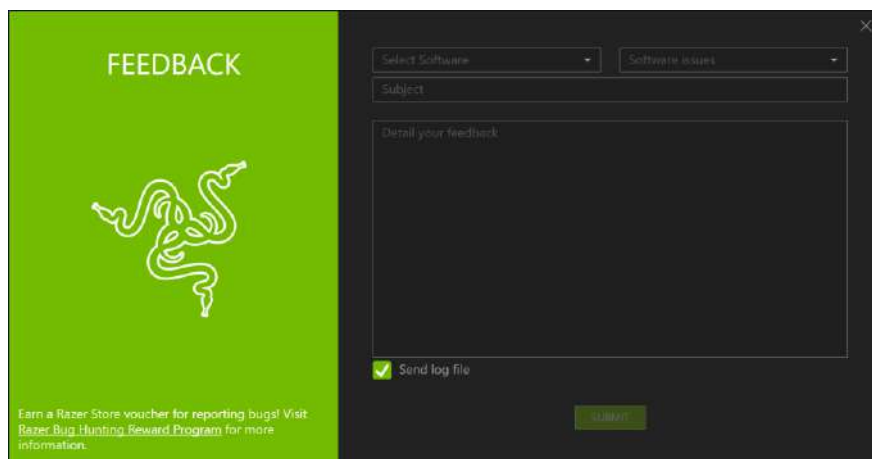 FEEDBACK
Earn a Razer Store voucher for reporting bugs! Visit
Razer Bug Hunting Reward Program for more
information.
Select Software
Software issues
Subject
Detail your feedback
Send log file
SUBMIT